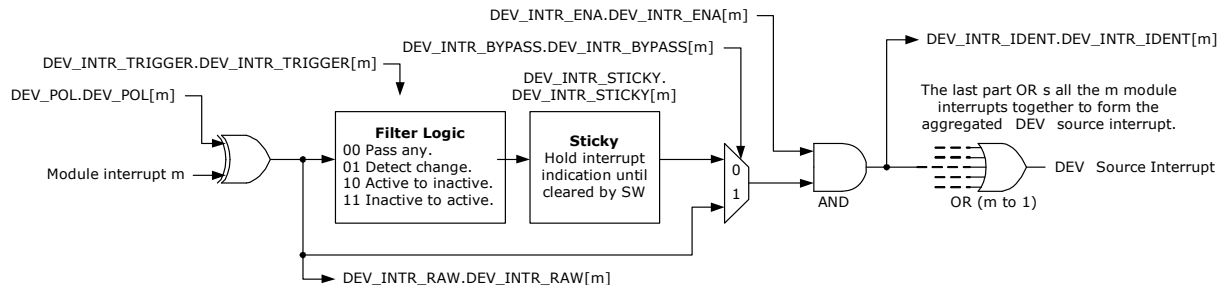 DEV_INTR_ENA.DEV_INTR_ENA[m]
DEV_INTR_BYPASS.DEV_INTR_BYPASS[m]
DEV_INTR_IDENT.DEV_INTR_IDENT[m]
DEV_INTR_TRIGGER.DEV_INTR_TRIGGER[m]
DEV_INTR_STICKY.
DEV_INTR_STICKY[m]
DEV_POL.DEV_POL[m]
The last part OR s all the m module
interrupts together to form the
aggregated DEV source interrupt.
Filter Logic
00 Pass any.
01 Detect change.
10 Active to inactive.
11 Inactive to active.
Sticky
Hold interrupt
indication until
cleared by SW
0
1
Module interrupt m
AND
DEV Source Interrupt
OR (m to 1)
DEV_INTR_RAW.DEV_INTR_RAW[m]